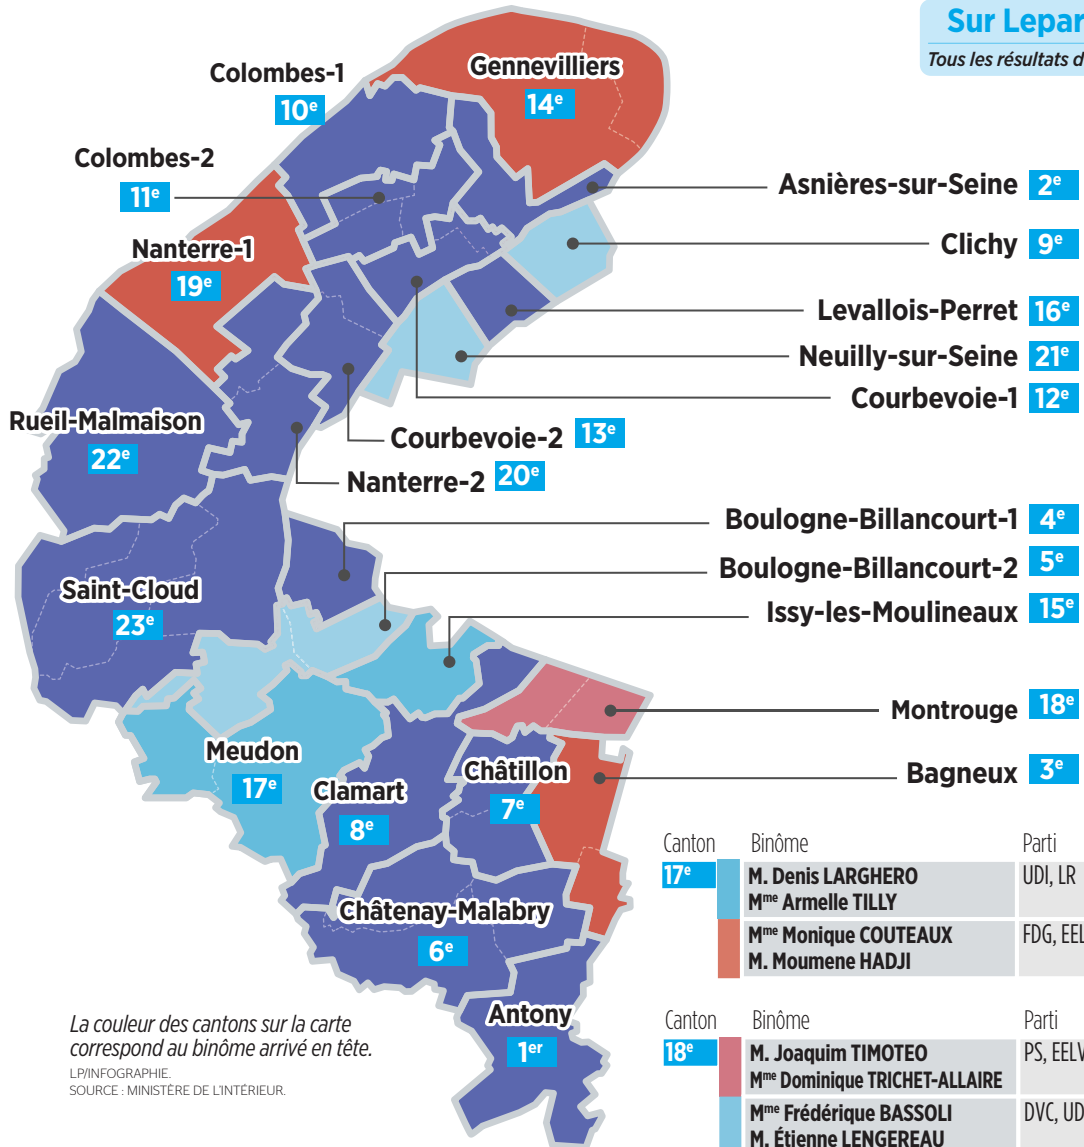 Sur Lepar
Tous les résultats d
Colombes-1
10e
Gennevilliers
14e
Colombes-2
11e
Asnières-sur-Seine 2e
Nanterre-1
19e
Clichy 9e
Levallois-Perret 16e
Neuilly-sur-Seine 21e
Courbevoie-1 12e
Rueil-Malmaison
22e
Courbevoie-2 13e
Nanterre-2 20e
Boulogne-Billancourt-1 4e
Boulogne-Billancourt-2 5e
Saint-Cloud
23e
Issy-les-Moulineaux 15e
Montrouge 18e
Meudon
17e
Clamart
8e
Châtillon
7e
Bagneux 3e
Châtenay-Malabry
6e
Antony
1er
Canton Binôme Parti
17e M. Denis LARGHERO UDI, LR
Mme Armelle TILLY
Mme Monique COUTEAUX FDG, EEL
M. Moumene HADJI
Canton Binôme Parti
18e M. Joaquim TIMOTEO PS, EELV
Mme Dominique TRICHET-ALLAIRE
Mme Frédérique BASSOLI DVC, UD
M. Étienne LENGEREAU
La couleur des cantons sur la carte
correspond au binôme arrivé en tête.
LP/INFOGRAPHIE.
SOURCE : MINISTÈRE DE L'INTÉRIEUR.